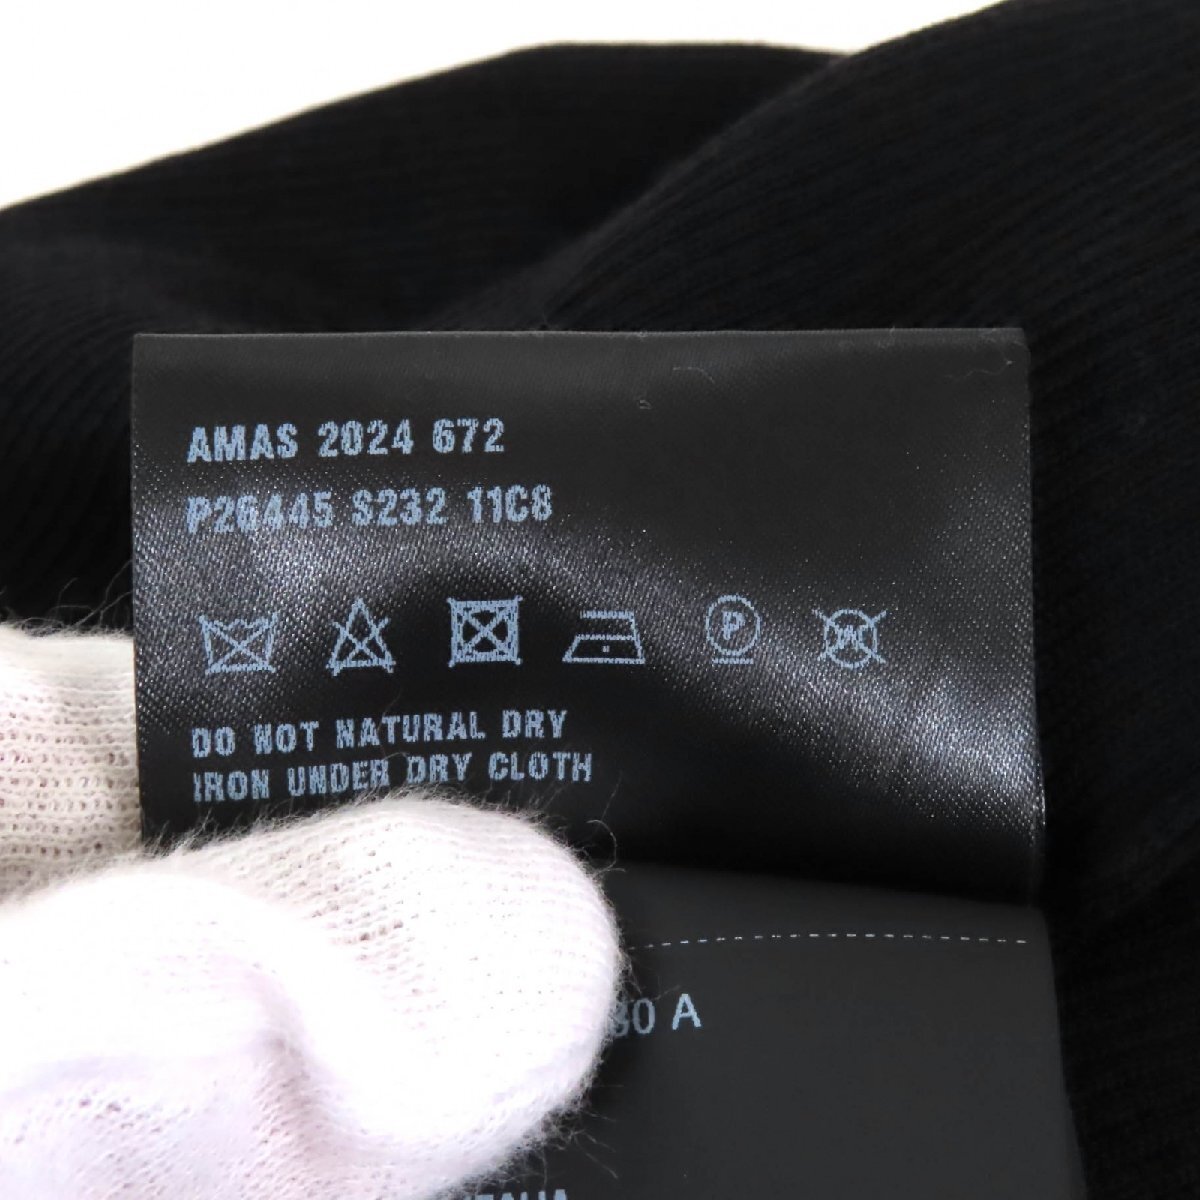 AMAS 2024 672
P26445 S232 11C8
P
DO NOT NATURAL DRY
IRON UNDER DRY CLOTH
A